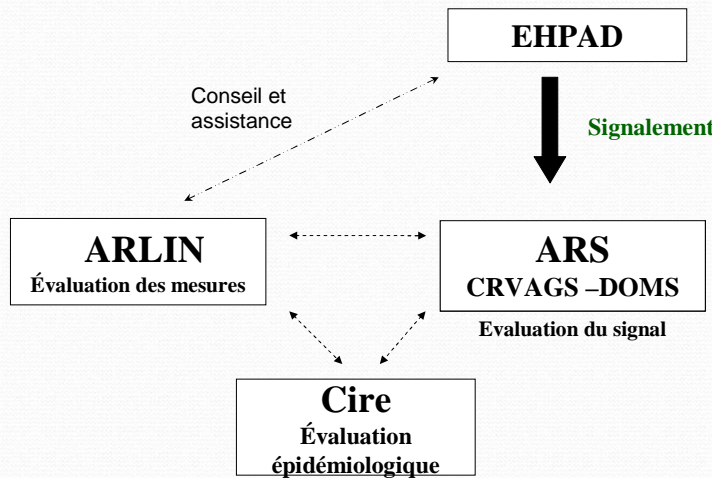 EHPAD
Conseil et
assistance
Signalement
ARLIN
Évaluation des mesures
ARS
CRVAGS –DOMS
Evaluation du signal
Cire
Évaluation
épidémiologique